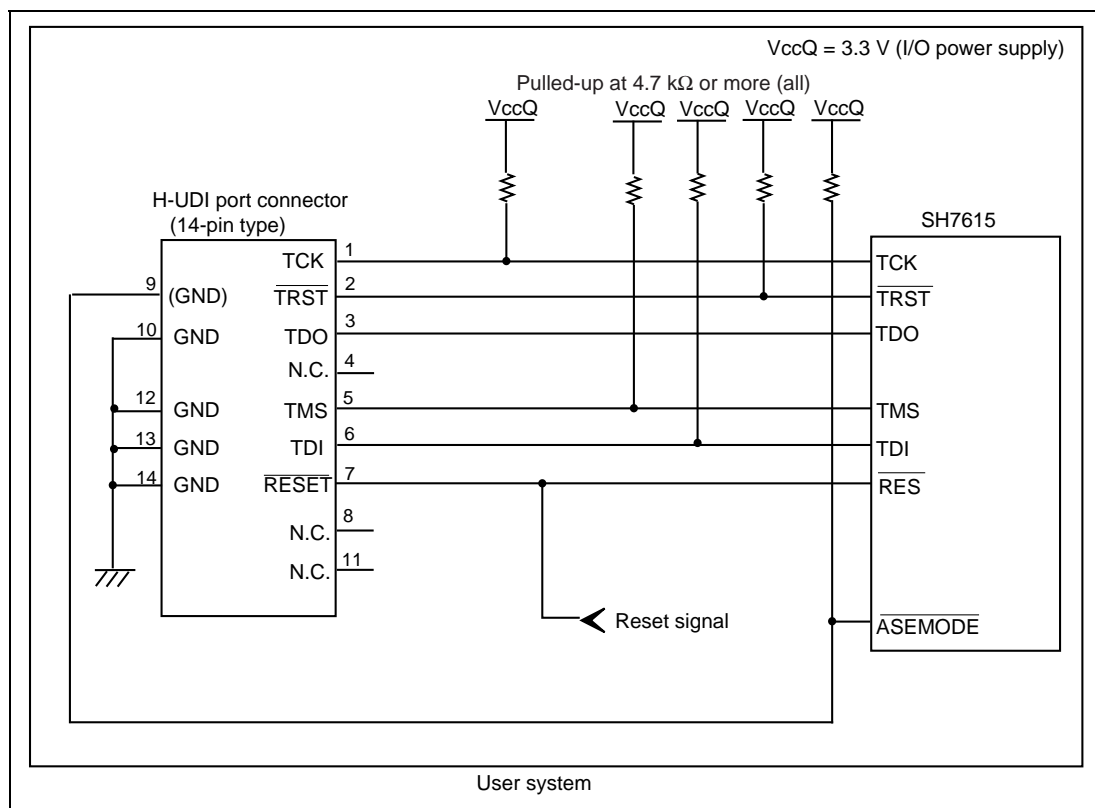 VccQ = 3.3 V (I/O power supply)
Pulled-up at 4.7 kΩ or more (all)
VccQ VccQ VccQ VccQ VccQ
H-UDI port connector
(14-pin type)
SH7615
TCK 1 TCK
9 (GND) TRST 2 TRST
10 GND TDO 3 TDO
N.C. 4
12 GND TMS 5 TMS
13 GND TDI 6 TDI
14 GND RESET 7 RES
N.C. 8
N.C. 11
Reset signal
ASEMODE
User system